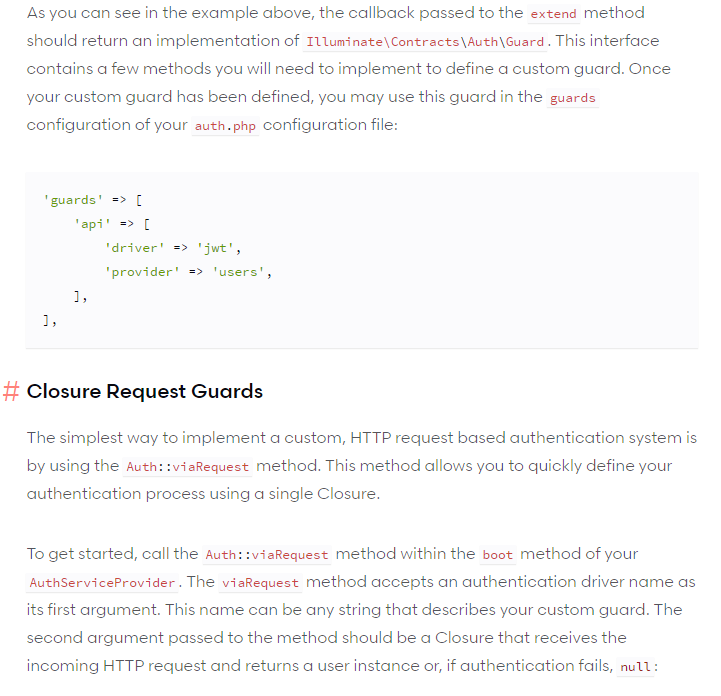 As you can see in the example above, the callback passed to the extend method
should return an implementation of Illuminate\Contracts\Auth\Guard. This interface
contains a few methods you will need to implement to define a custom guard. Once
your custom guard has been defined, you may use this guard in the guards
configuration of your auth.php configuration file:
'guards' => [
    'api' => [
        'driver' => 'jwt',
        'provider' => 'users',
    ],
],
# Closure Request Guards
The simplest way to implement a custom, HTTP request based authentication system is
by using the Auth::viaRequest method. This method allows you to quickly define your
authentication process using a single Closure.
To get started, call the Auth::viaRequest method within the boot method of your
AuthServiceProvider. The viaRequest method accepts an authentication driver name as
its first argument. This name can be any string that describes your custom guard. The
second argument passed to the method should be a Closure that receives the
incoming HTTP request and returns a user instance or, if authentication fails, null: